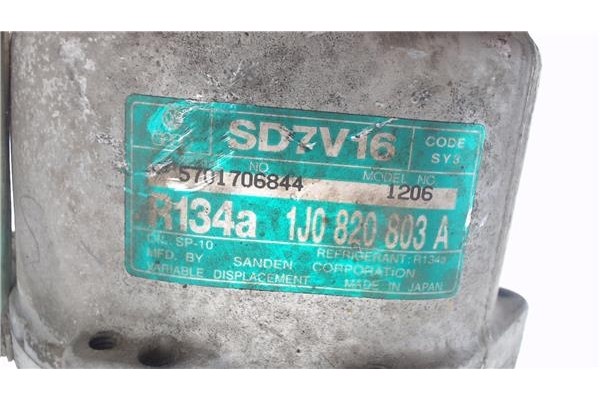 SD7V16
CODE
SY3
NO.
MODEL NO.
5701706844
1206
R134a 1J0 820 803 A
OIL SP-10 REFRIGERANT: R134a
MFD. BY SANDEN CORPORATION
VARIABLE DISPLACEMENT MADE IN JAPAN